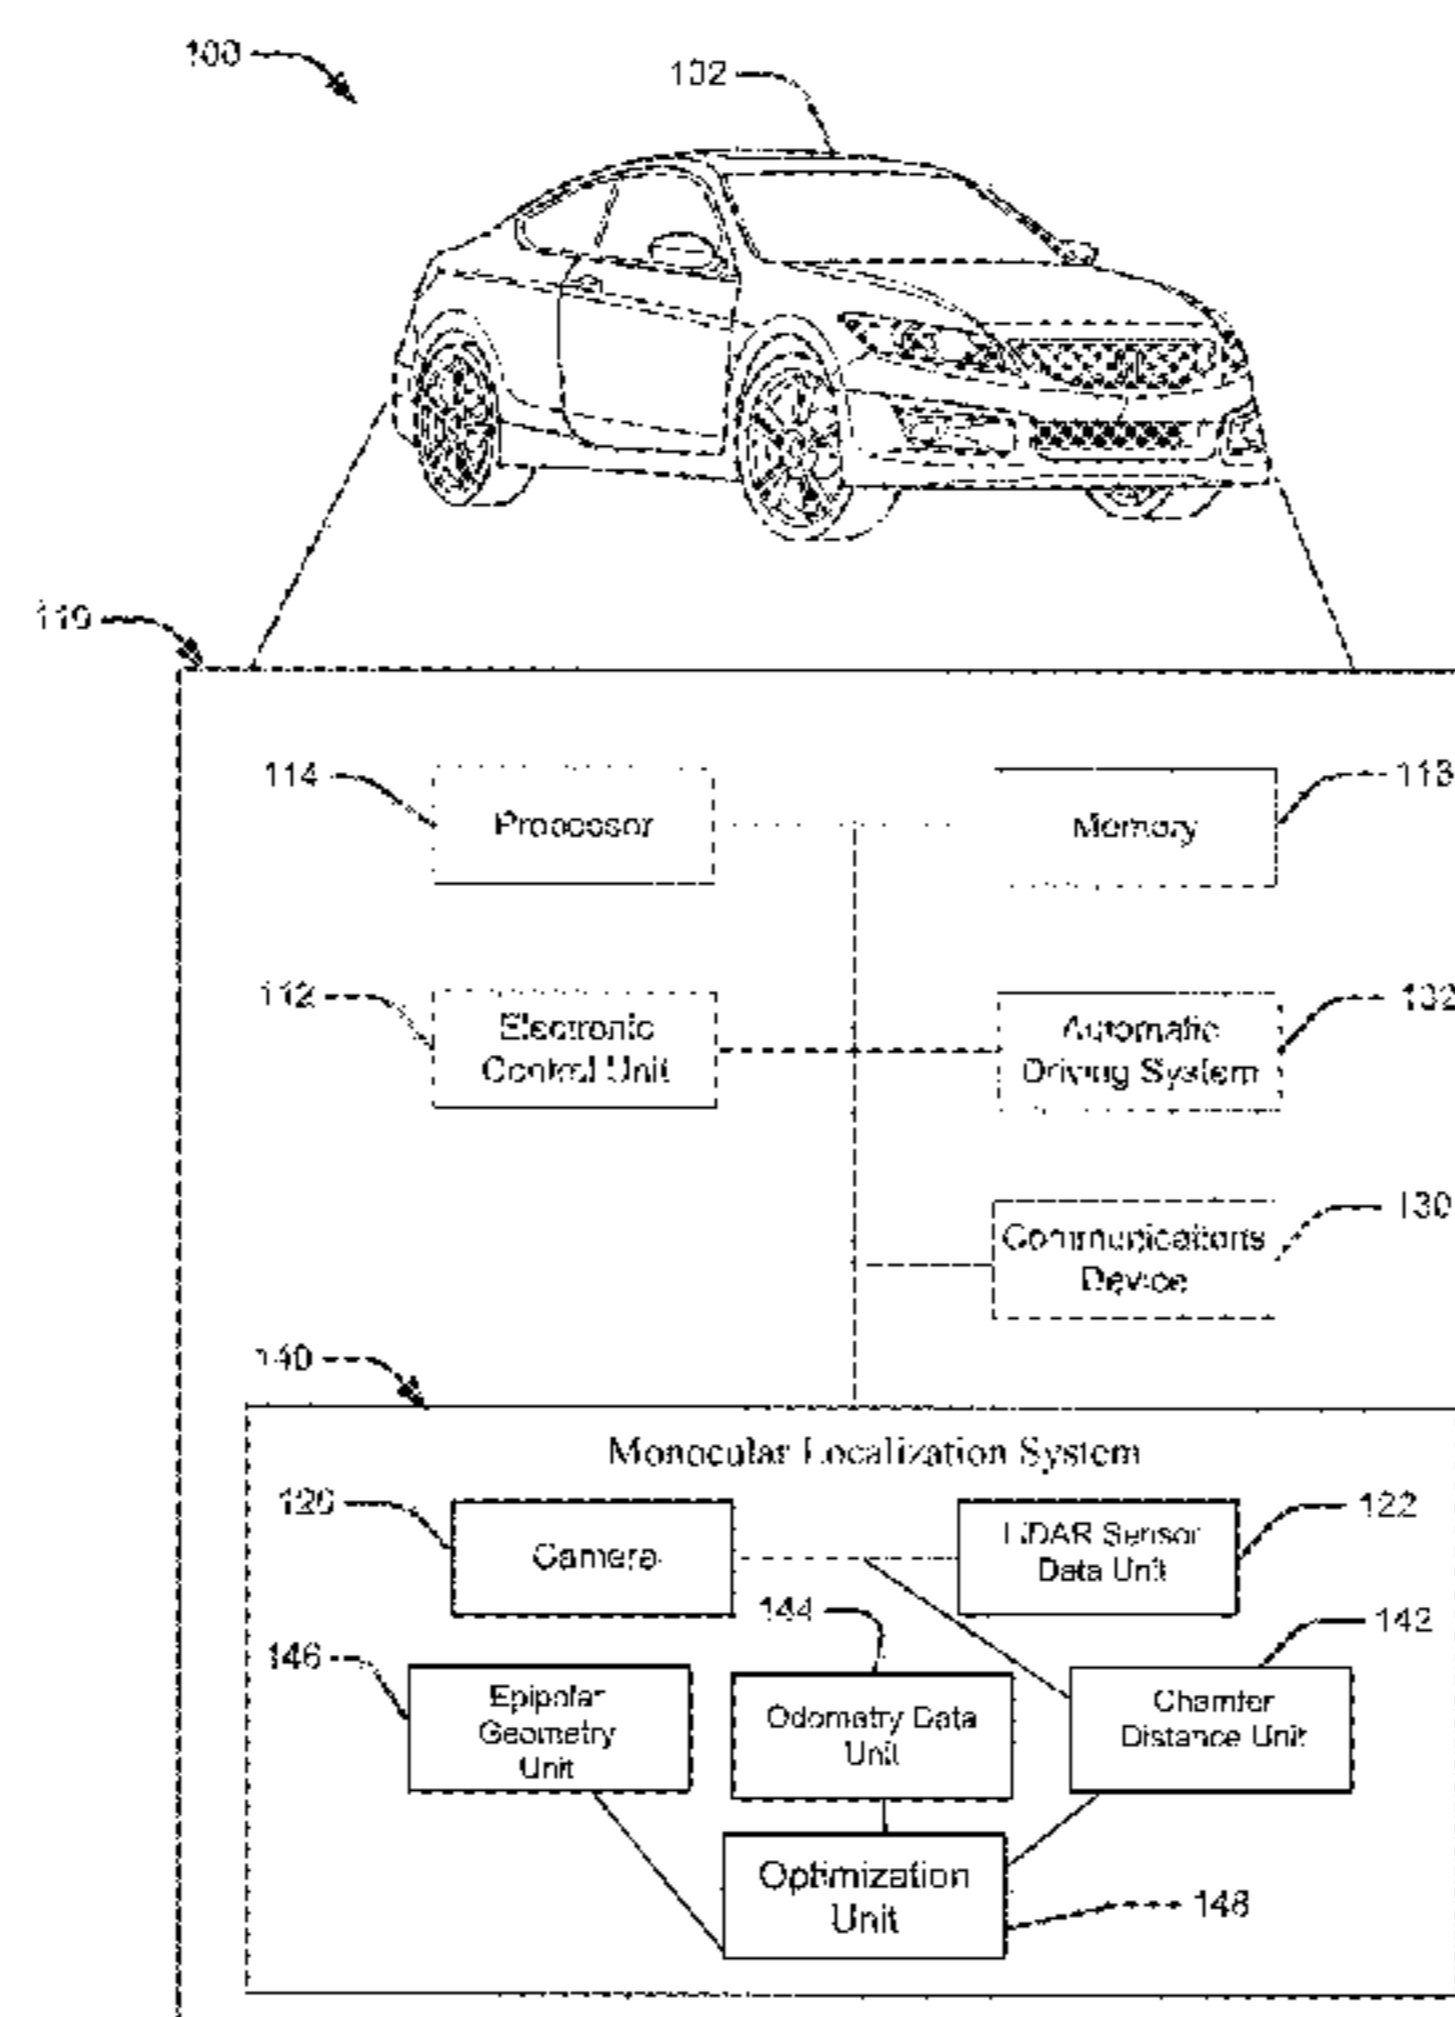 100
102
110
114
Processor
Memory
112
Electronic
Control Unit
Automatic
Driving System
132
Communications
Device
130
140
Monocular Localization System
120
Camera
LiDAR Sensor
Data Unit
122
144
142
146
Epipolar
Geometry
Unit
Odometry Data
Unit
Chamfer
Distance Unit
Optimization
Unit
148